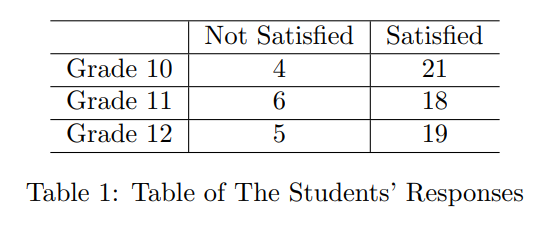 Not Satisfied Satisfied
Grade 10 4 21
Grade 11 6 18
Grade 12 5 19
Table 1: Table of The Students' Responses